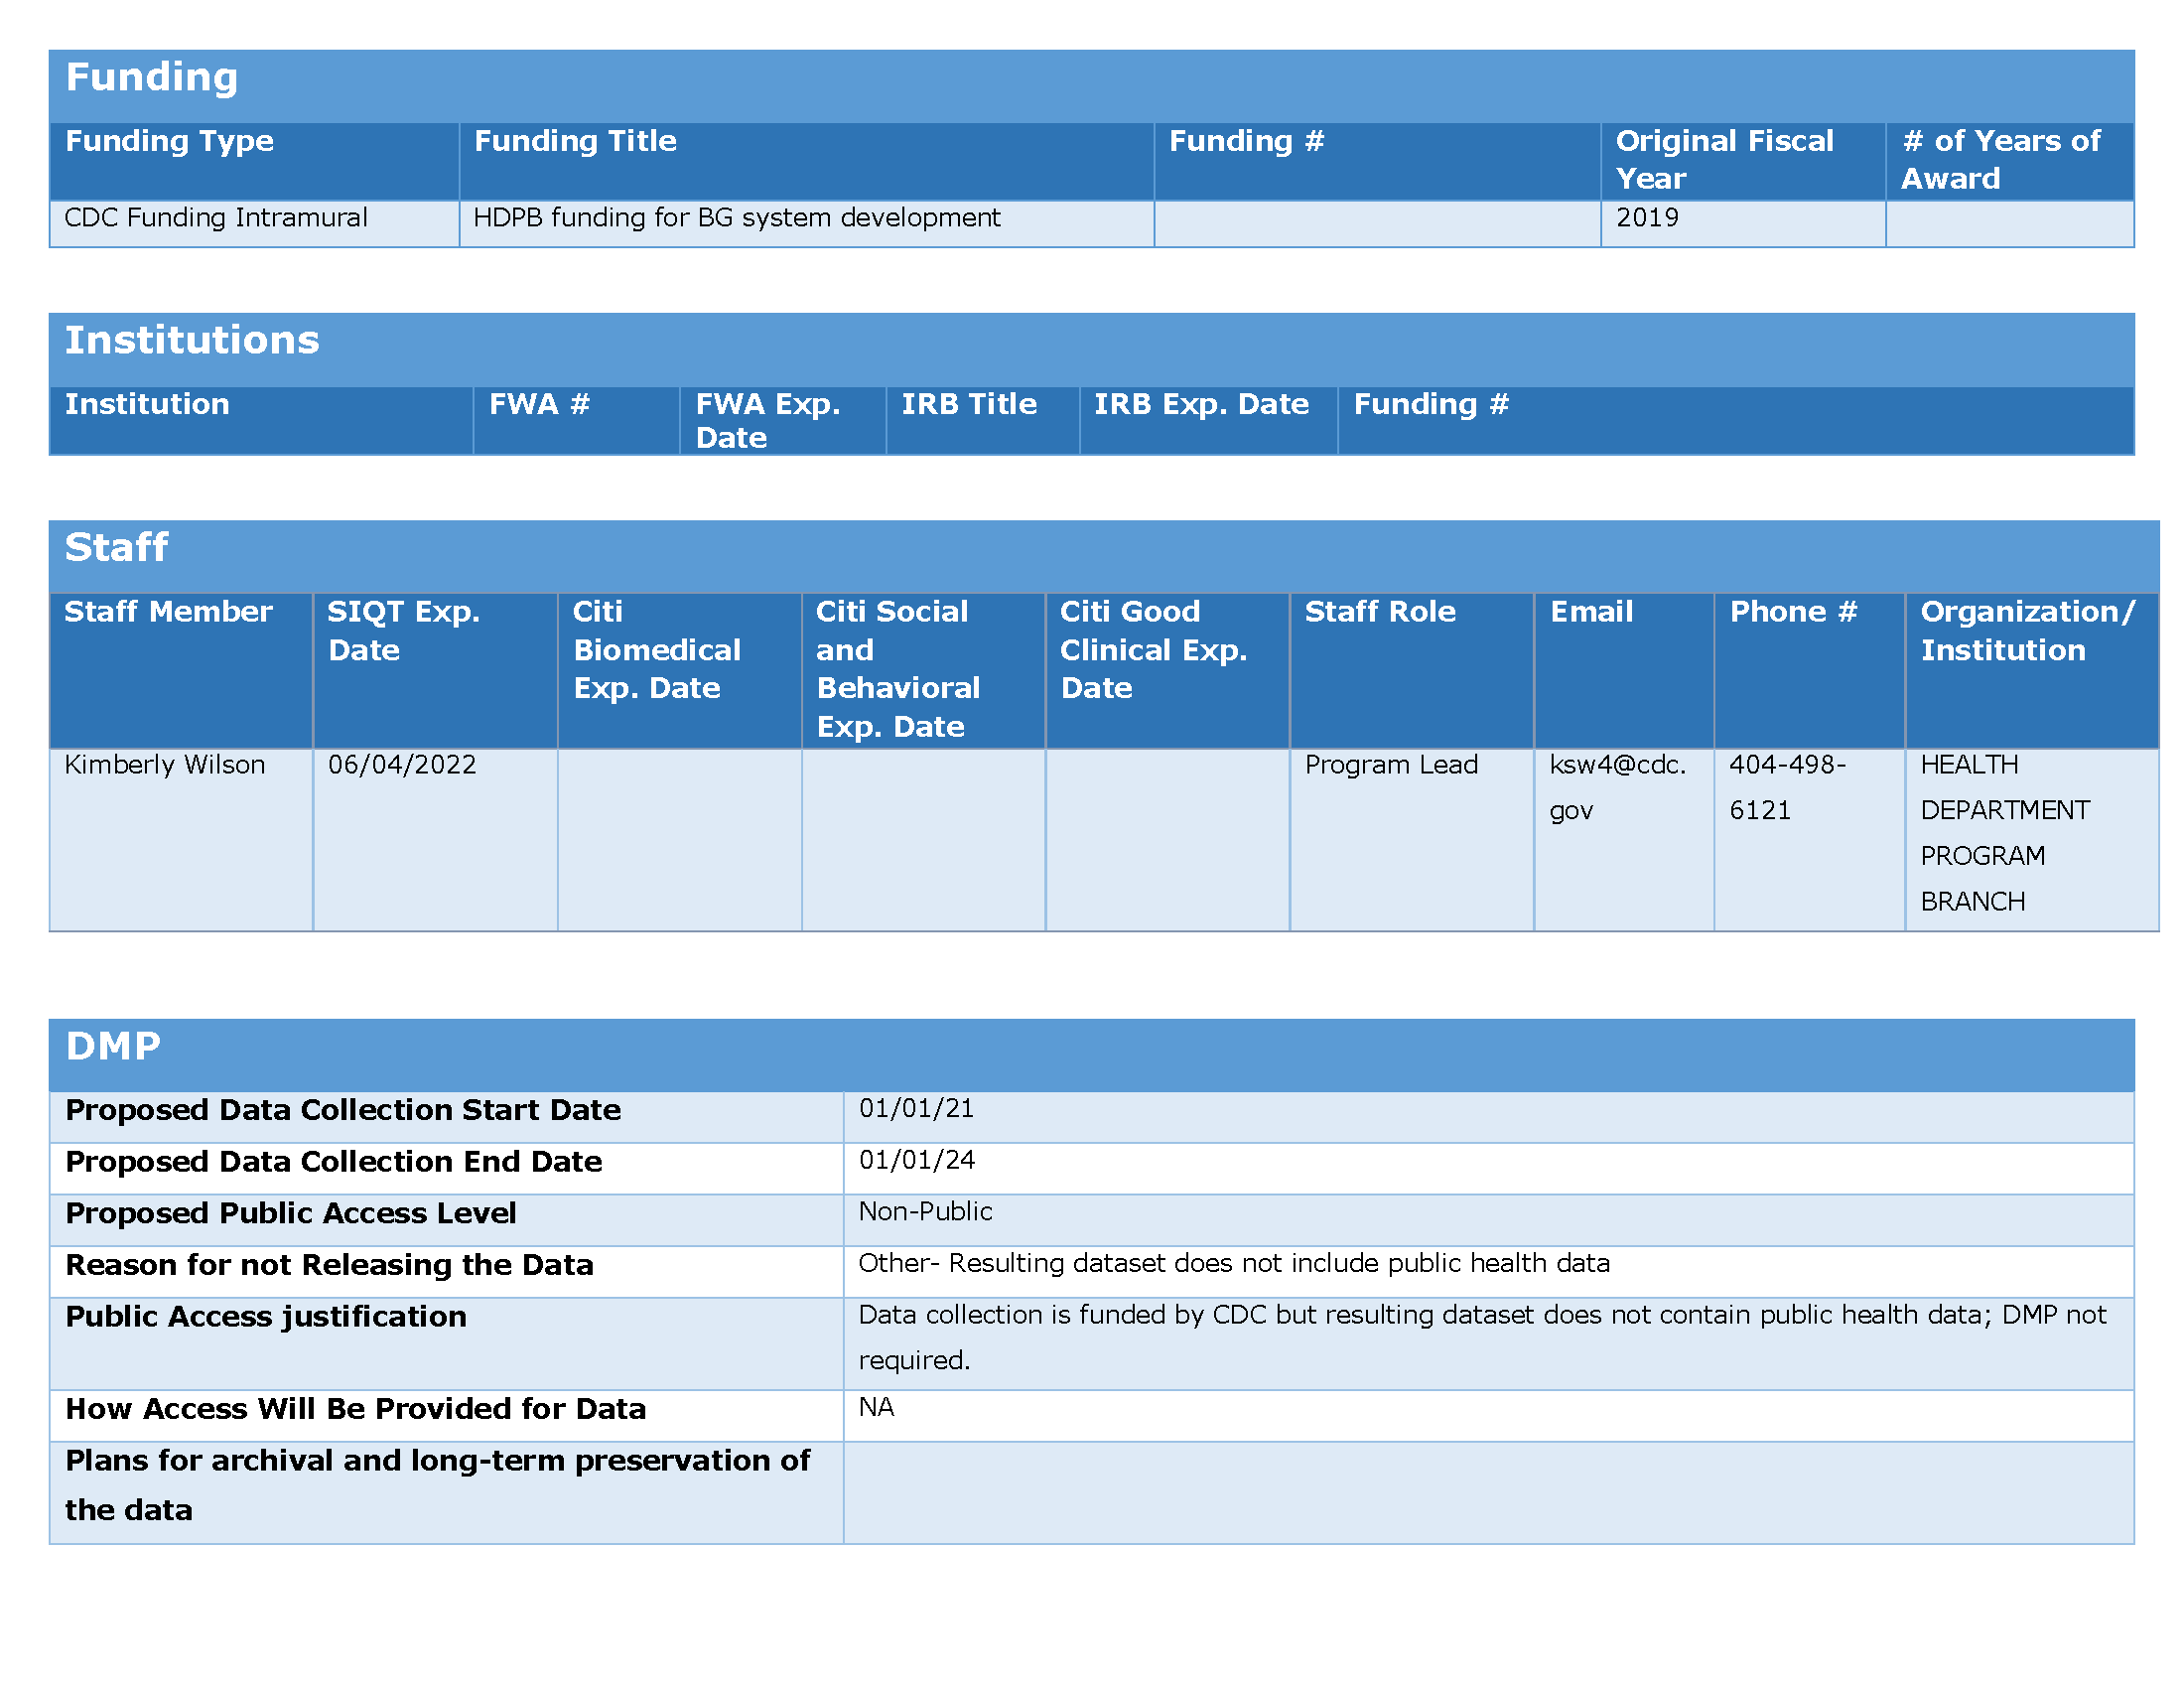 Funding
Funding Type Funding Title Funding # Original Fiscal Year # of Years of Award
CDC Funding Intramural HDPB funding for BG system development 2019
Institutions
Institution FWA # FWA Exp. Date IRB Title IRB Exp. Date Funding #
Staff
Staff Member SIQT Exp. Date Citi Biomedical Exp. Date Citi Social and Behavioral Exp. Date Citi Good Clinical Exp. Date Staff Role Email Phone # Organization/ Institution
Kimberly Wilson 06/04/2022 Program Lead ksw4@cdc. gov 404-498- 6121 HEALTH DEPARTMENT PROGRAM BRANCH
DMP
Proposed Data Collection Start Date 01/01/21
Proposed Data Collection End Date 01/01/24
Proposed Public Access Level Non-Public
Reason for not Releasing the Data Other- Resulting dataset does not include public health data
Public Access justification Data collection is funded by CDC but resulting dataset does not contain public health data; DMP not
required.
How Access Will Be Provided for Data NA
Plans for archival and long-term preservation of
the data